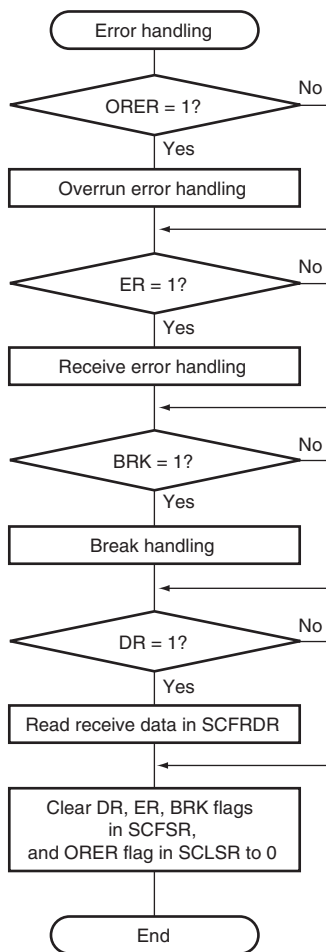 Error handling
No
ORER = 1?
Yes
Overrun error handling
No
ER = 1?
Yes
Receive error handling
No
BRK = 1?
Yes
Break handling
No
DR = 1?
Yes
Read receive data in SCFRDR
Clear DR, ER, BRK flags
in SCFSR,
and ORER flag in SCLSR to 0
End